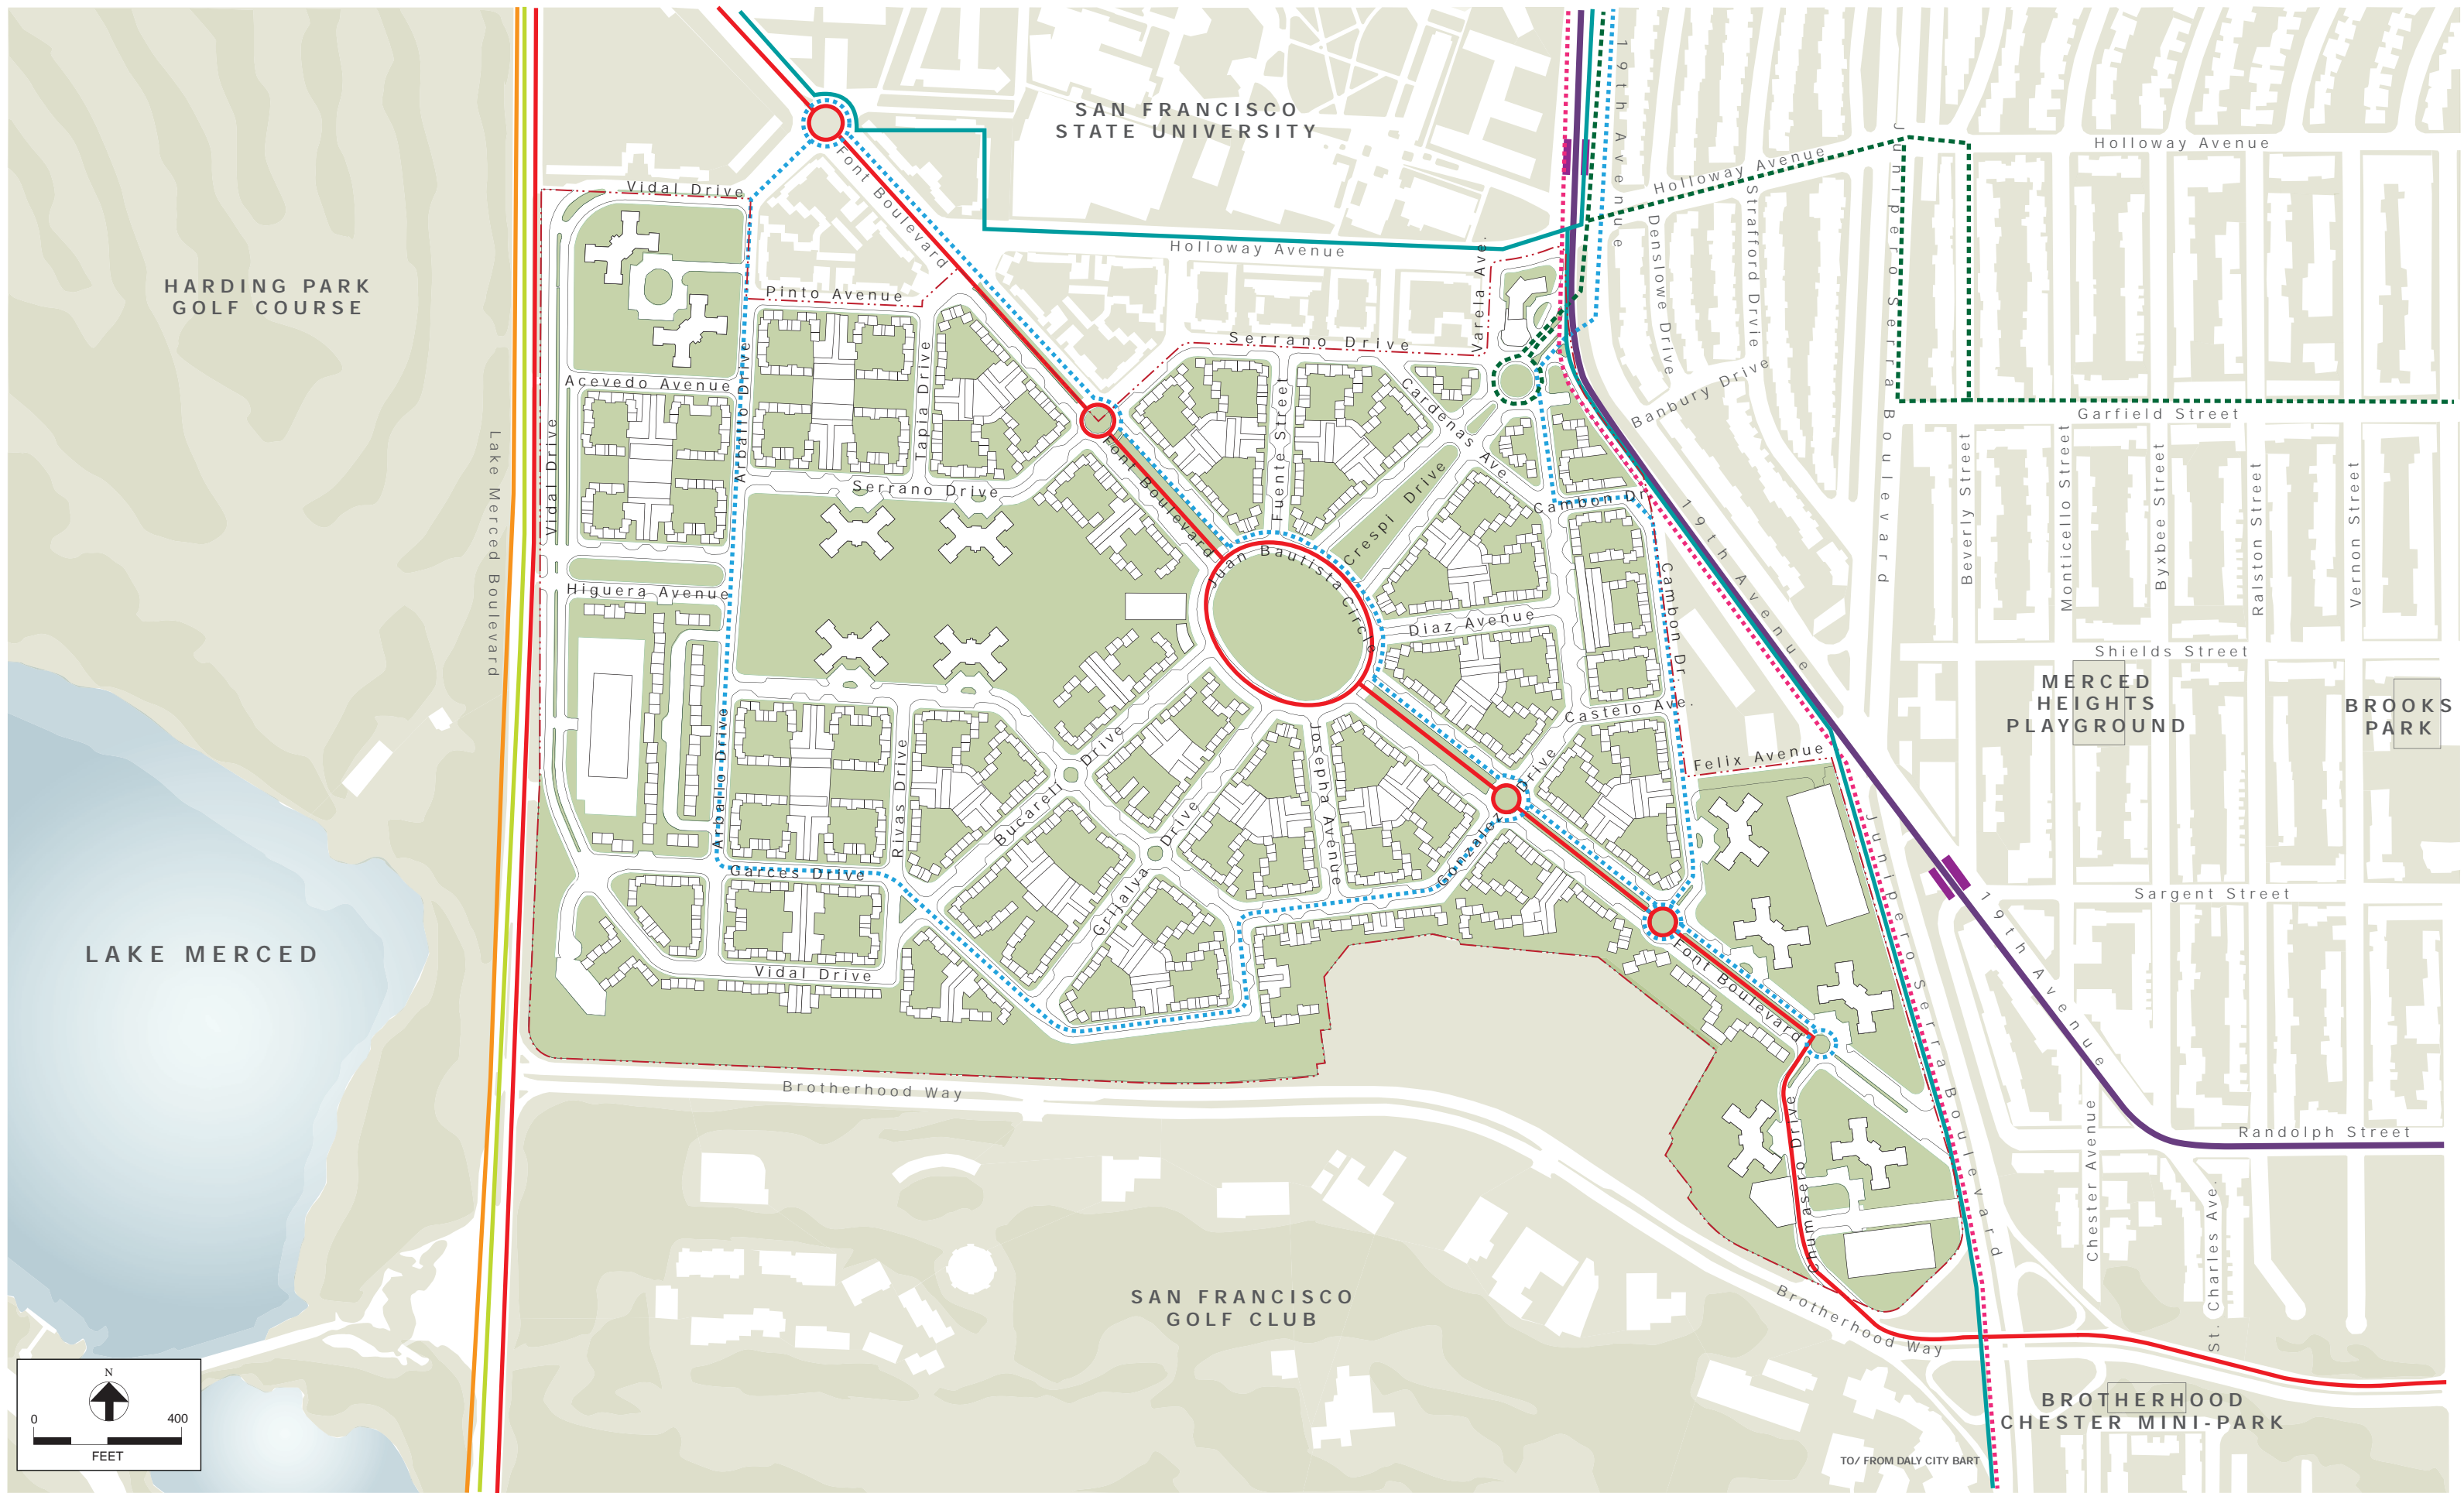 SAN FRANCISCO
STATE UNIVERSITY
19th Avenue
Holloway Avenue
Holloway Avenue
Junipero Serra Boulevard
Font Boulevard
Vidal Drive
Strafford Drvie
Denslowe Drive
Holloway Avenue
Varela Ave.
HARDING PARK
GOLF COURSE
Pinto Avenue
Serrano Drive
Tapia Drive
Arballo Drive
Acevedo Avenue
Banbury Drive
Cardenas Ave.
Fuente Street
Garfield Street
Vidal Drive
Lake Merced Boulevard
Font Boulevard
Serrano Drive
Crespi Drive
Cambon Dr.
Beverly Street
Monticello Street
Byxbee Street
Ralston Street
Vernon Street
19th Avenue
Juan Bautista Circle
Higuera Avenue
Diaz Avenue
Cambon Dr.
Shields Street
MERCED
HEIGHTS
PLAYGROUND
BROOKS
PARK
Castelo Ave.
Felix Avenue
Arballo Drive
Rivas Drive
Bucareli Drive
Josepha Avenue
Gonzalez Drive
Grijalva Drive
Garces Drive
Junipero Serra Boulevard
Sargent Street
19th Avenue
LAKE MERCED
Vidal Drive
Font Boulevard
Brotherhood Way
Chumasero Drive
Randolph Street
Chester Avenue
St. Charles Ave.
SAN FRANCISCO
GOLF CLUB
Brotherhood Way
N
0
400
FEET
BROTHERHOOD
CHESTER MINI-PARK
TO/ FROM DALY CITY BART